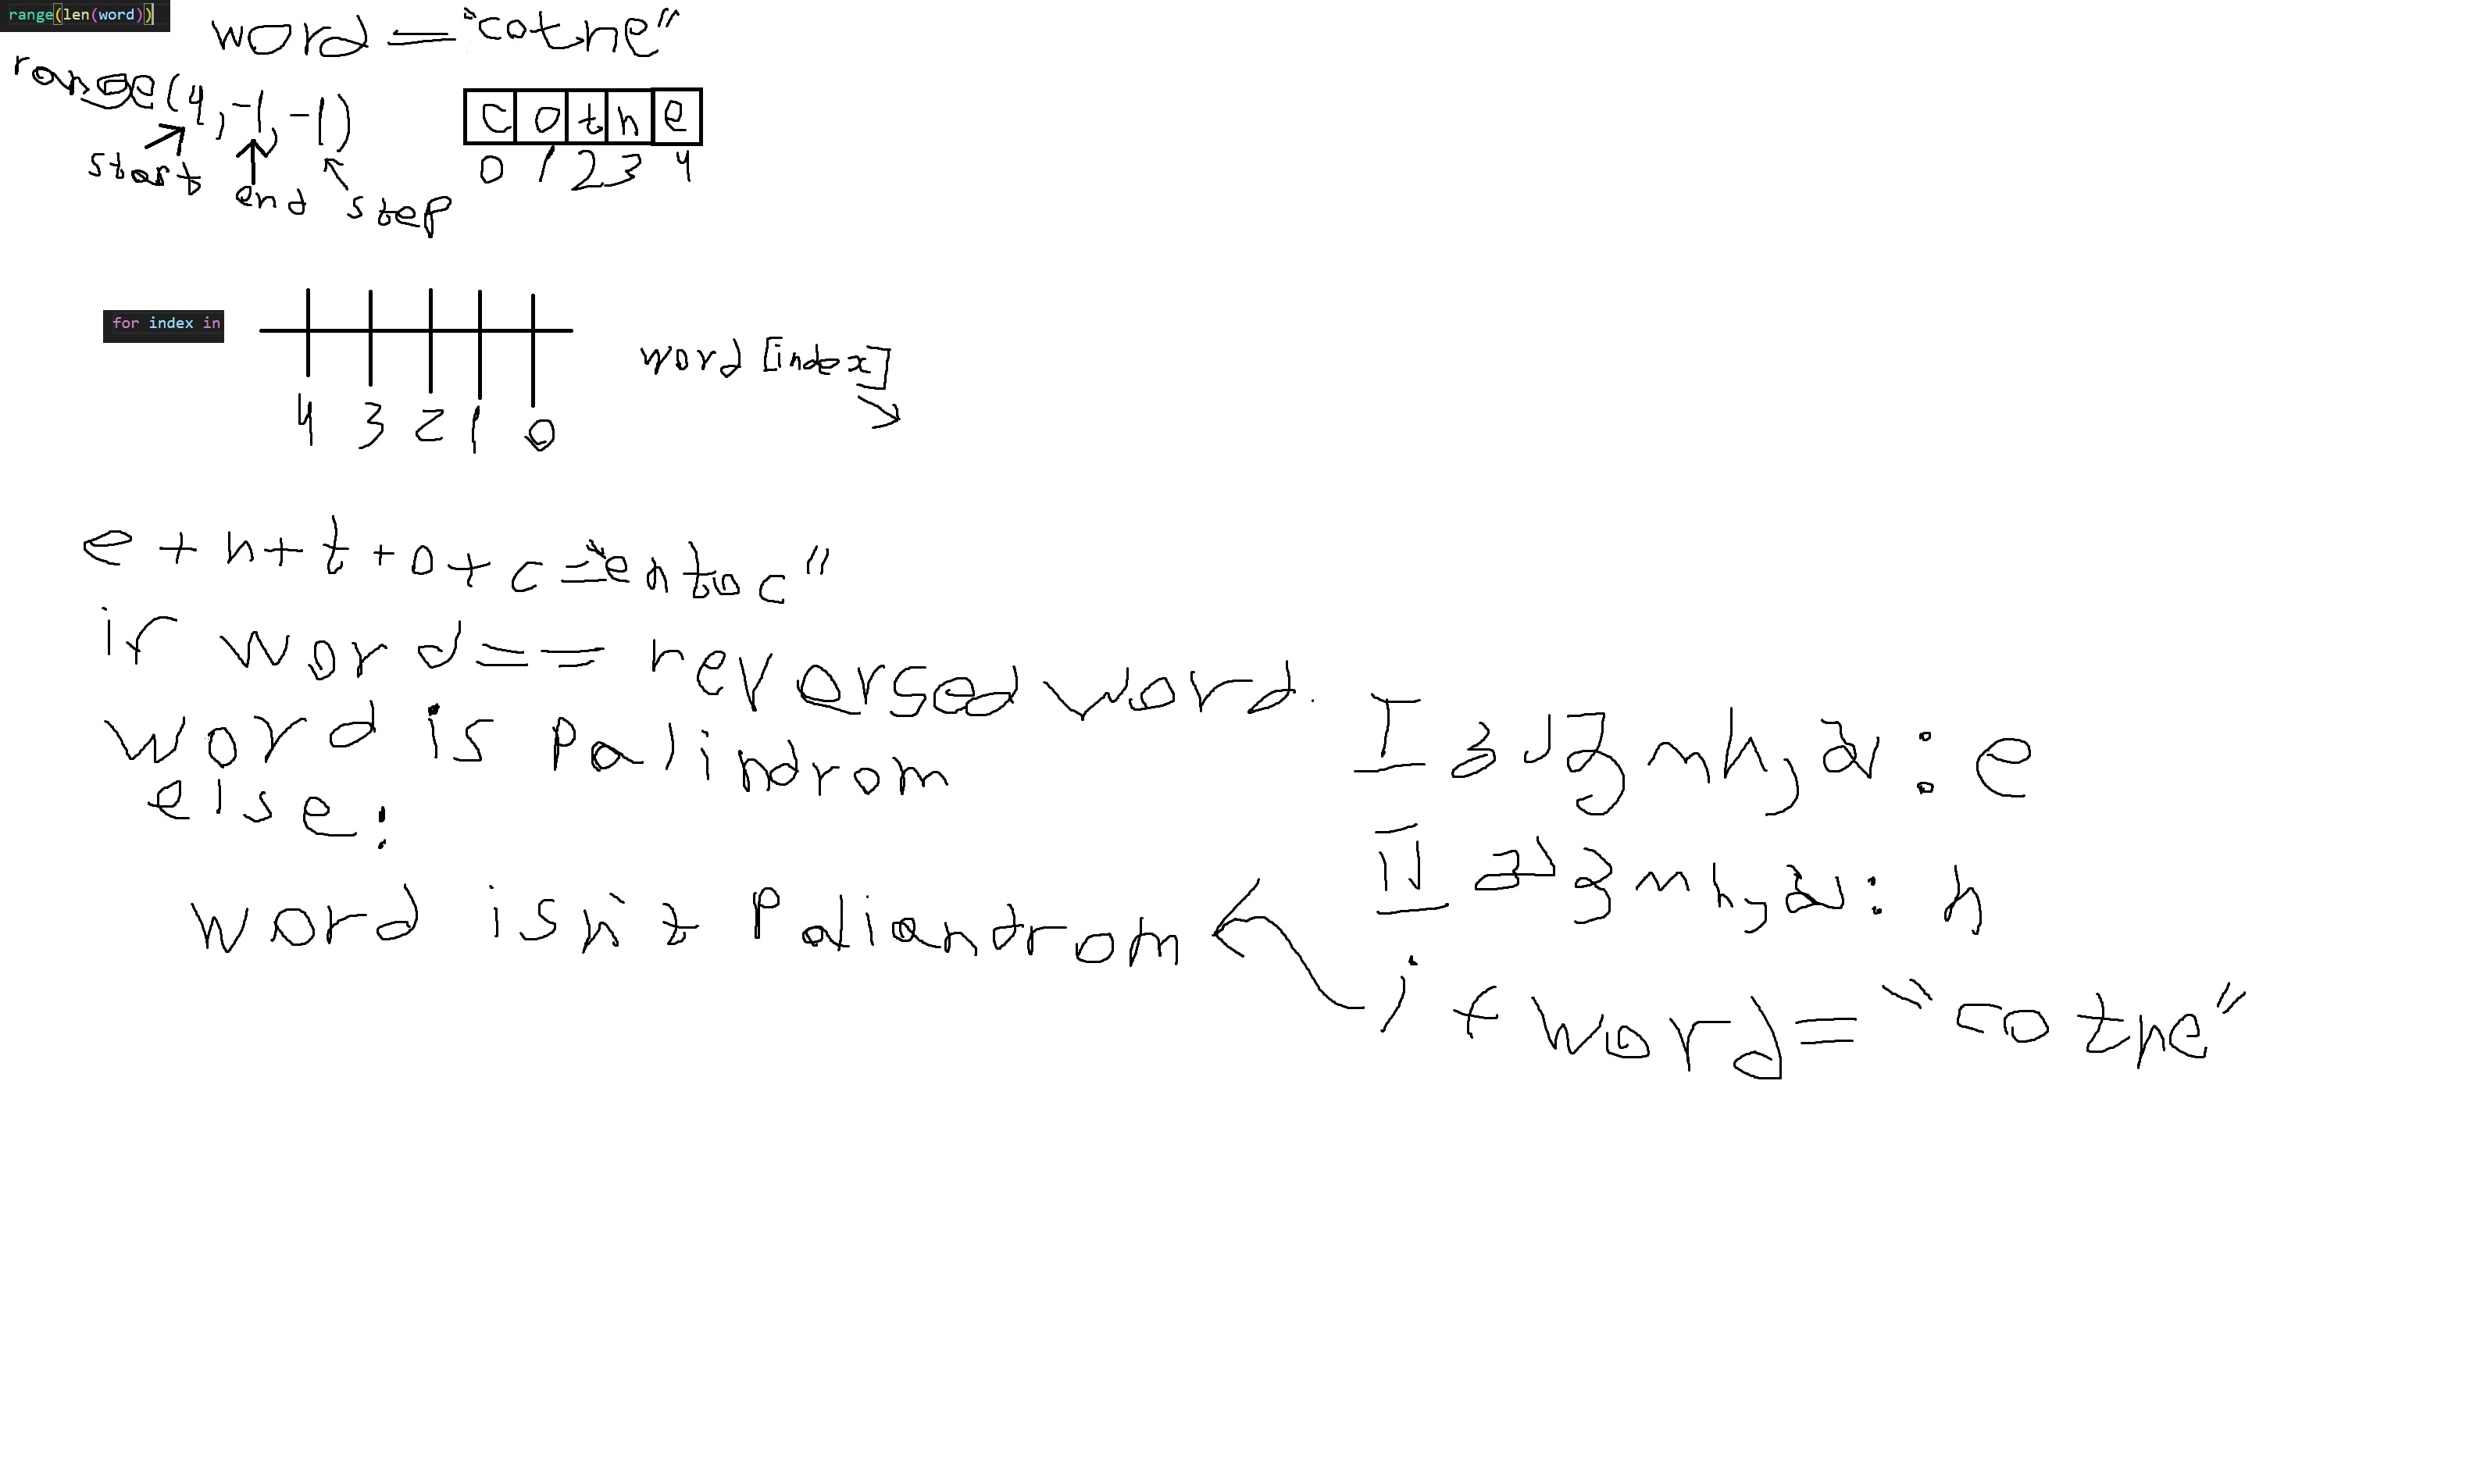 range(len(word))
word = "cotne"
range(4, -1, -1)
start end step
c o t n e
0 1 2 3 4
for index in
4 3 2 1 0
word [index]
e + n + t + o + c = "entoc"
if word == reversed word.
word is Palindrom
else:
word isn't Paliandrom
I : e
II : n
if word = "cotne"